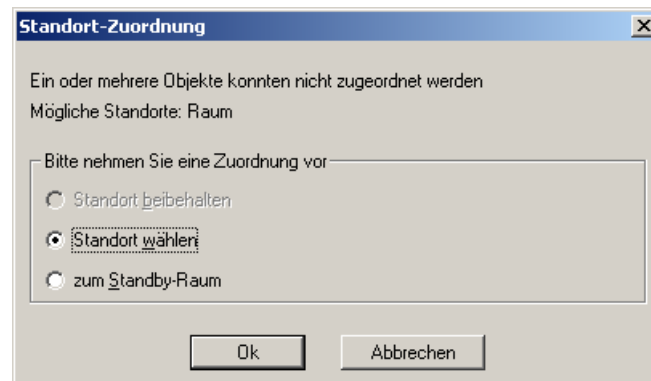 Standort-Zuordnung
Ein oder mehrere Objekte konnten nicht zugeordnet werden
Mögliche Standorte: Raum
Bitte nehmen Sie eine Zuordnung vor
Standort beibehalten
Standort wählen
zum Standby-Raum
Ok Abbrechen